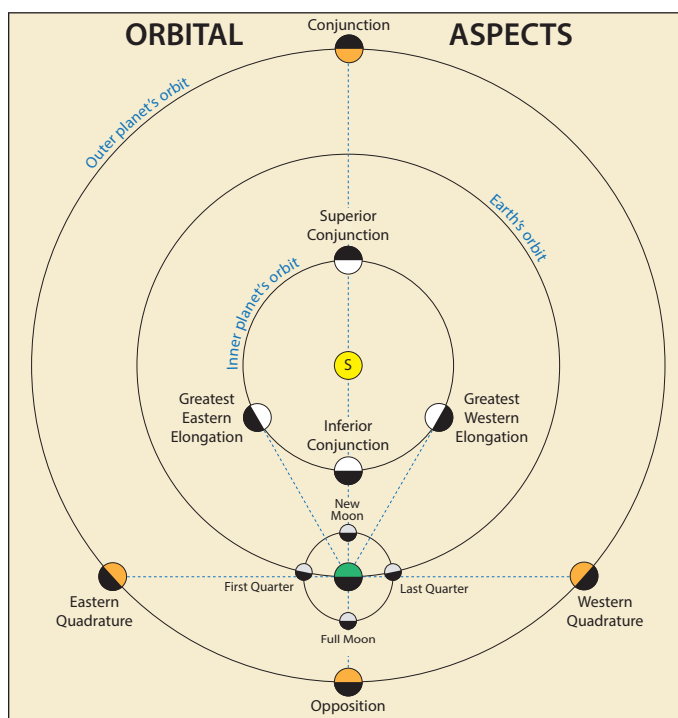 Conjunction
ORBITAL ASPECTS
Outer planet's orbit
Earth's orbit
Superior
Conjunction
Inner planet's orbit
S
Greatest
Eastern
Elongation
Greatest
Western
Elongation
Inferior
Conjunction
New
Moon
First Quarter
Last Quarter
Eastern
Quadrature
Western
Quadrature
Full Moon
Opposition